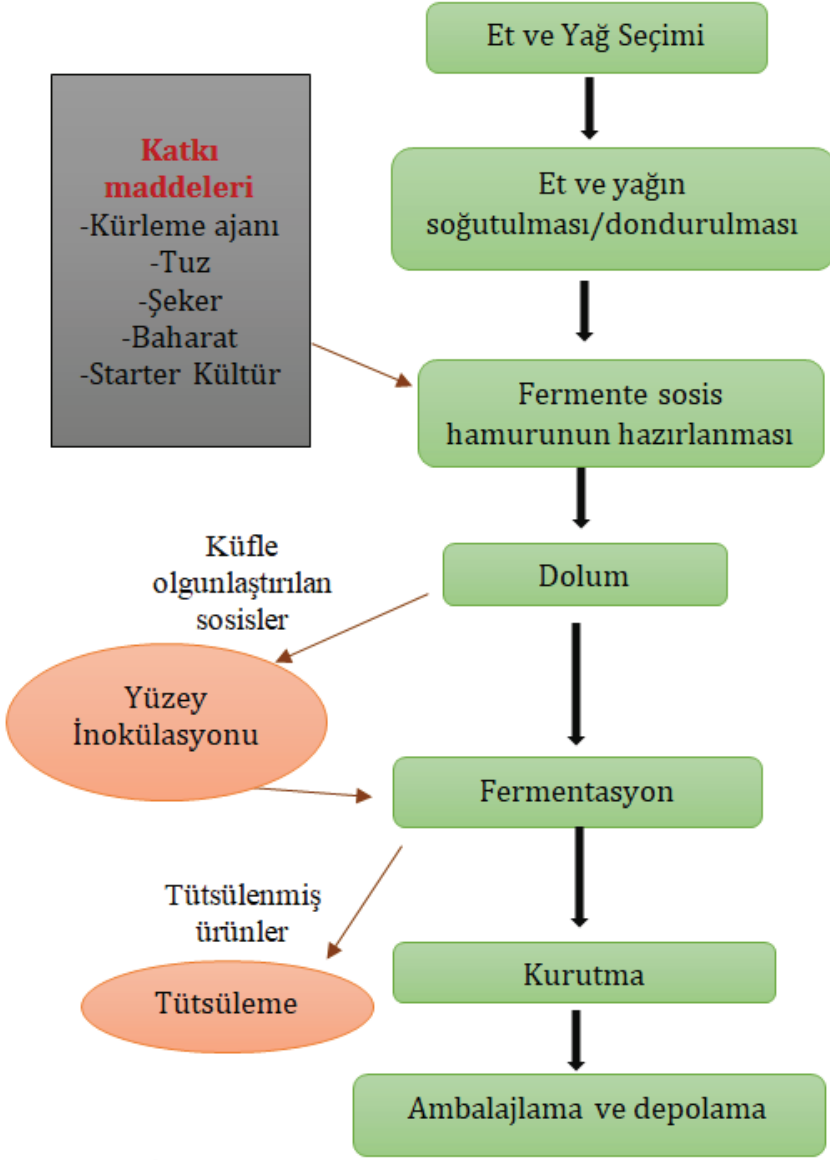 Et ve Yağ Seçimi
Katkı
maddeleri
-Kürleme ajanı
-Tuz
-Şeker
-Baharat
-Starter Kültür
Et ve yağın
soğutulması/dondurulması
Fermente sosis
hamurunun hazırlanması
Dolum
Küfle
olgunlaştırılan
sosisler
Yüzey
İnokülasyonu
Fermentasyon
Tütsülenmiş
ürünler
Tütsüleme
Kurutma
Ambalajlama ve depolama